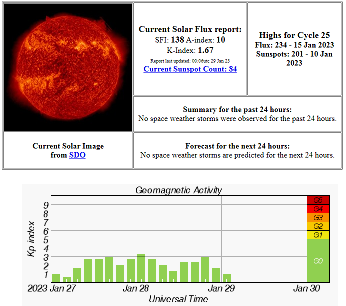 Current Solar Flux report:
SFI: 138 A-index: 10
K-Index: 1.67
Report last updated: 00:06utc 29 Jan 23
Current Sunspot Count: 84
Highs for Cycle 25
Flux: 234 - 15 Jan 2023
Sunspots: 201 - 10 Jan
2023
Current Solar Image
from SDO
Summary for the past 24 hours:
No space weather storms were observed for the past 24 hours.
Forecast for the next 24 hours:
No space weather storms are predicted for the next 24 hours.
Geomagnetic Activity
Kp index
9
7
5
3
1
G5
G4
G3
G2
G1
G0
2023 Jan 27
Jan 28
Jan 29
Jan 30
Universal Time